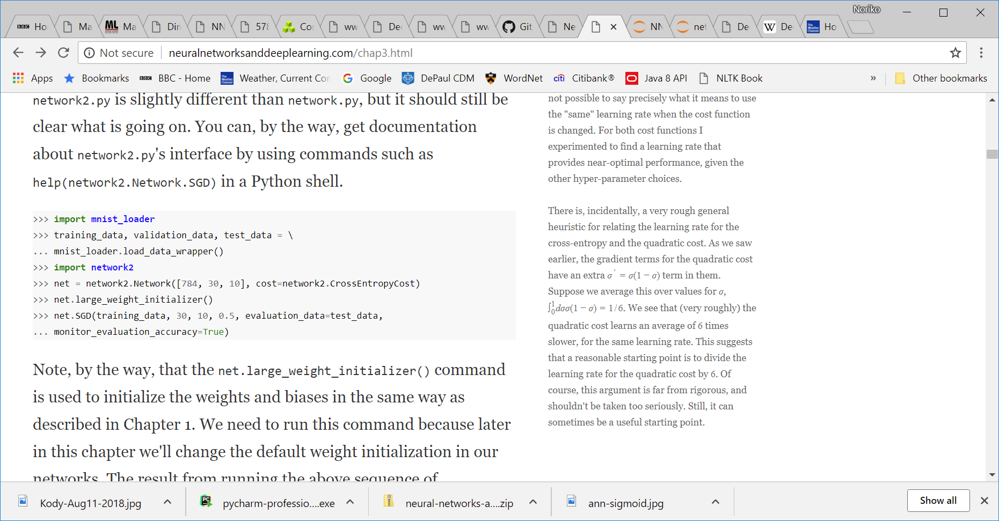 Noriko
BBC Ho
Ma
ML Ma
Din
NN
578
Co
ww
Dee
ww
ww
Git
Ne
NN
net
De
W De
Ho
Not secure
neuralnetworksanddeeplearning.com/chap3.html
Apps
Bookmarks
BBC BBC - Home
Weather, Current Con
G Google
DePaul CDM
WordNet
citi Citibank®
Java 8 API
NLTK Book
»
Other bookmarks
network2.py is slightly different than network.py, but it should still be
clear what is going on. You can, by the way, get documentation
about network2.py's interface by using commands such as
help(network2.Network.SGD) in a Python shell.
>>> import mnist_loader
>>> training_data, validation_data, test_data = \
... mnist_loader.load_data_wrapper()
>>> import network2
>>> net = network2.Network([784, 30, 10], cost=network2.CrossEntropyCost)
>>> net.large_weight_initializer()
>>> net.SGD(training_data, 30, 10, 0.5, evaluation_data=test_data,
... monitor_evaluation_accuracy=True)
Note, by the way, that the net.large_weight_initializer() command
is used to initialize the weights and biases in the same way as
described in Chapter 1. We need to run this command because later
in this chapter we'll change the default weight initialization in our
networks. The result from running the above sequence of
not possible to say precisely what it means to use
the "same" learning rate when the cost function
is changed. For both cost functions I
experimented to find a learning rate that
provides near-optimal performance, given the
other hyper-parameter choices.
There is, incidentally, a very rough general
heuristic for relating the learning rate for the
cross-entropy and the quadratic cost. As we saw
earlier, the gradient terms for the quadratic cost
have an extra σ′ = σ(1 − σ) term in them.
Suppose we average this over values for σ,
∫₀¹dσσ(1 − σ) = 1/6. We see that (very roughly) the
quadratic cost learns an average of 6 times
slower, for the same learning rate. This suggests
that a reasonable starting point is to divide the
learning rate for the quadratic cost by 6. Of
course, this argument is far from rigorous, and
shouldn't be taken too seriously. Still, it can
sometimes be a useful starting point.
Kody-Aug11-2018.jpg
PC pycharm-professio....exe
neural-networks-a....zip
ann-sigmoid.jpg
Show all